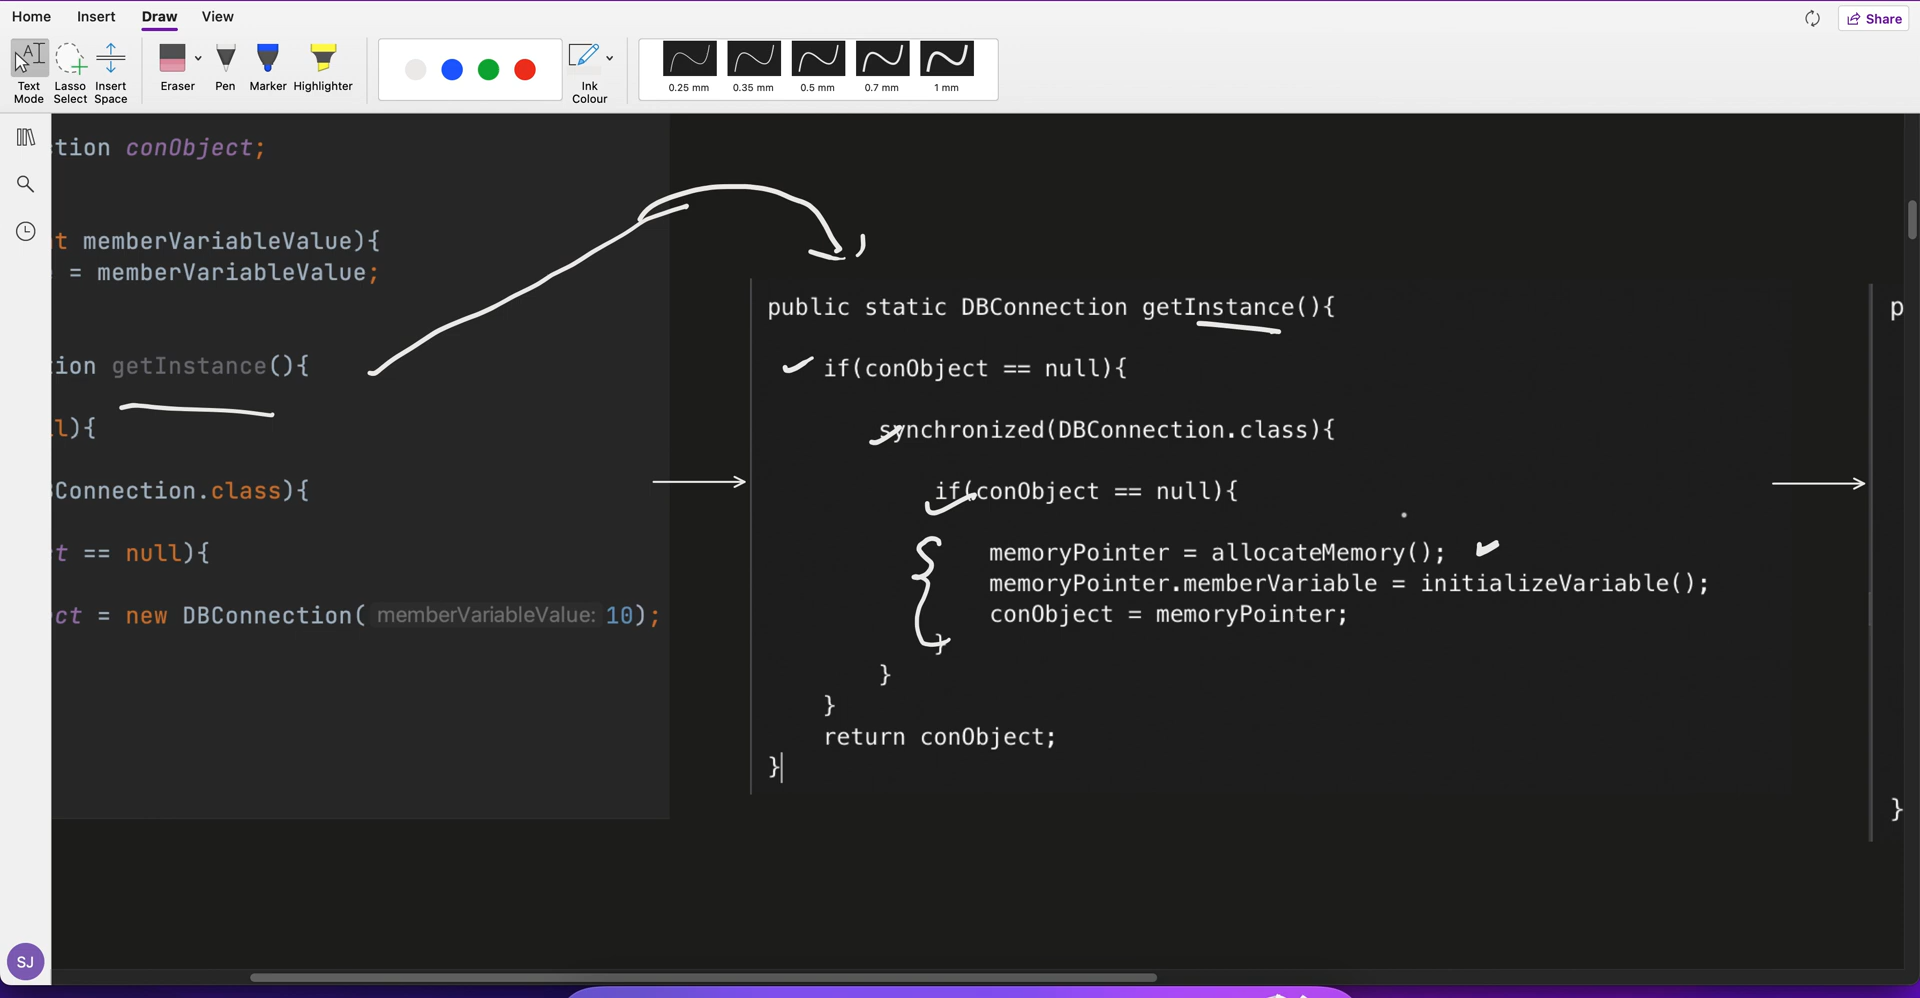 Home Insert Draw View
Share
Text Mode
Lasso Select
Insert Space
Eraser
Pen
Marker
Highlighter
Ink Colour
0.25 mm
0.35 mm
0.5 mm
0.7 mm
1 mm
tion conObject;
t memberVariableValue){
= memberVariableValue;
ion getInstance(){
l){
Connection.class){
t == null){
ct = new DBConnection( memberVariableValue: 10);
public static DBConnection getInstance(){
if(conObject == null){
synchronized(DBConnection.class){
if(conObject == null){
memoryPointer = allocateMemory();
memoryPointer.memberVariable = initializeVariable();
conObject = memoryPointer;
}
}
}
return conObject;
}
p
}
SJ